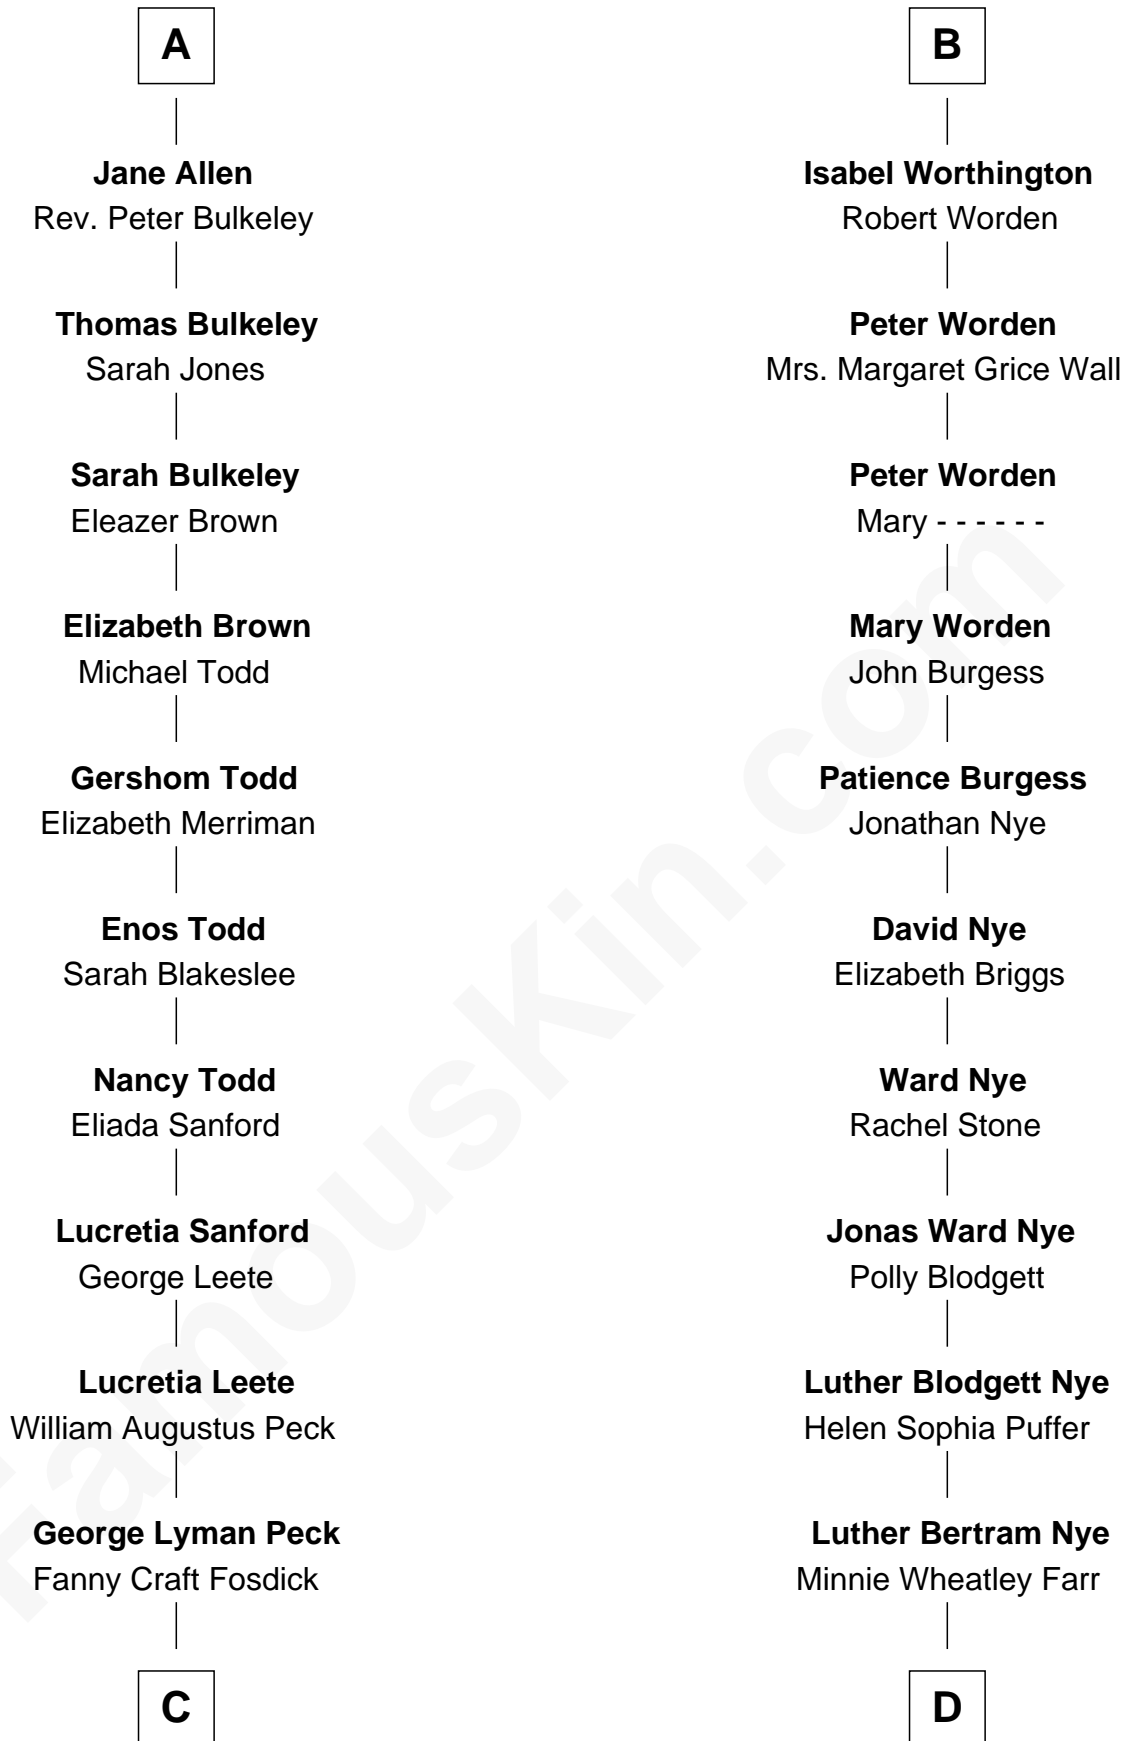 A
Jane Allen
Rev. Peter Bulkeley
Thomas Bulkeley
Sarah Jones
Sarah Bulkeley
Eleazer Brown
Elizabeth Brown
Michael Todd
Gershom Todd
Elizabeth Merriman
Enos Todd
Sarah Blakeslee
Nancy Todd
Eliada Sanford
Lucretia Sanford
George Leete
Lucretia Leete
William Augustus Peck
George Lyman Peck
Fanny Craft Fosdick
C
B
Isabel Worthington
Robert Worden
Peter Worden
Mrs. Margaret Grice Wall
Peter Worden
Mary - - - - - -
Mary Worden
John Burgess
Patience Burgess
Jonathan Nye
David Nye
Elizabeth Briggs
Ward Nye
Rachel Stone
Jonas Ward Nye
Polly Blodgett
Luther Blodgett Nye
Helen Sophia Puffer
Luther Bertram Nye
Minnie Wheatley Farr
D
FamousKin.com